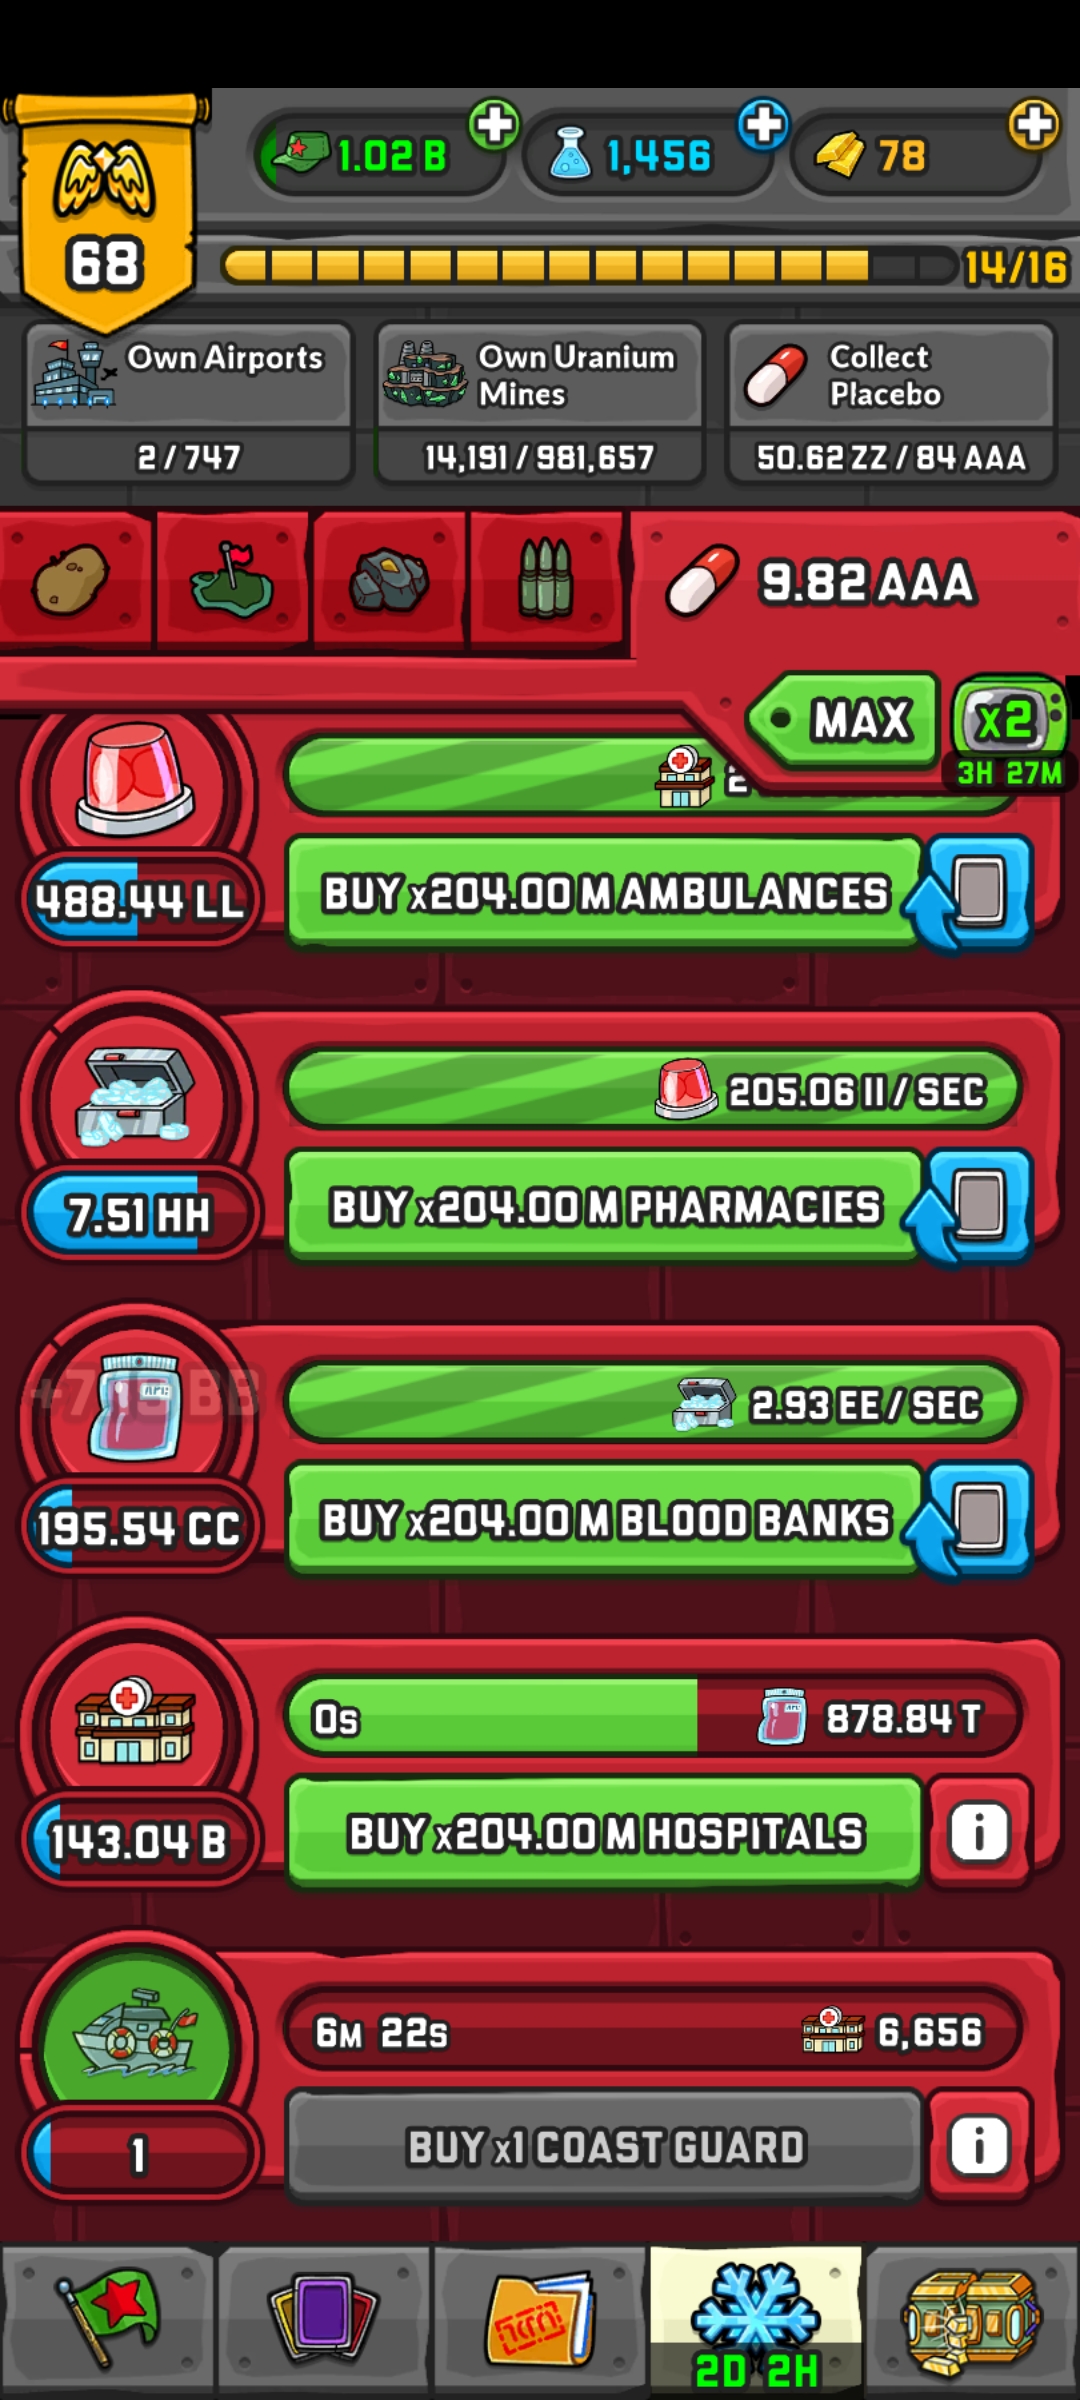 1.02 B
1,456
78
68
14/16
Own Airports
2 / 747
Own Uranium
Mines
14,191 / 981,657
Collect
Placebo
50.62 ZZ / 84 AAA
9.82 AAA
MAX
x2
3H 27M
488.44 LL
BUY x204.00 M AMBULANCES
205.06 II / SEC
7.51 HH
BUY x204.00 M PHARMACIES
2.93 EE / SEC
195.54 CC
BUY x204.00 M BLOOD BANKS
0s
878.84 T
143.04 B
BUY x204.00 M HOSPITALS
i
6M 22s
6,656
1
BUY x1 COAST GUARD
i
2D 2H